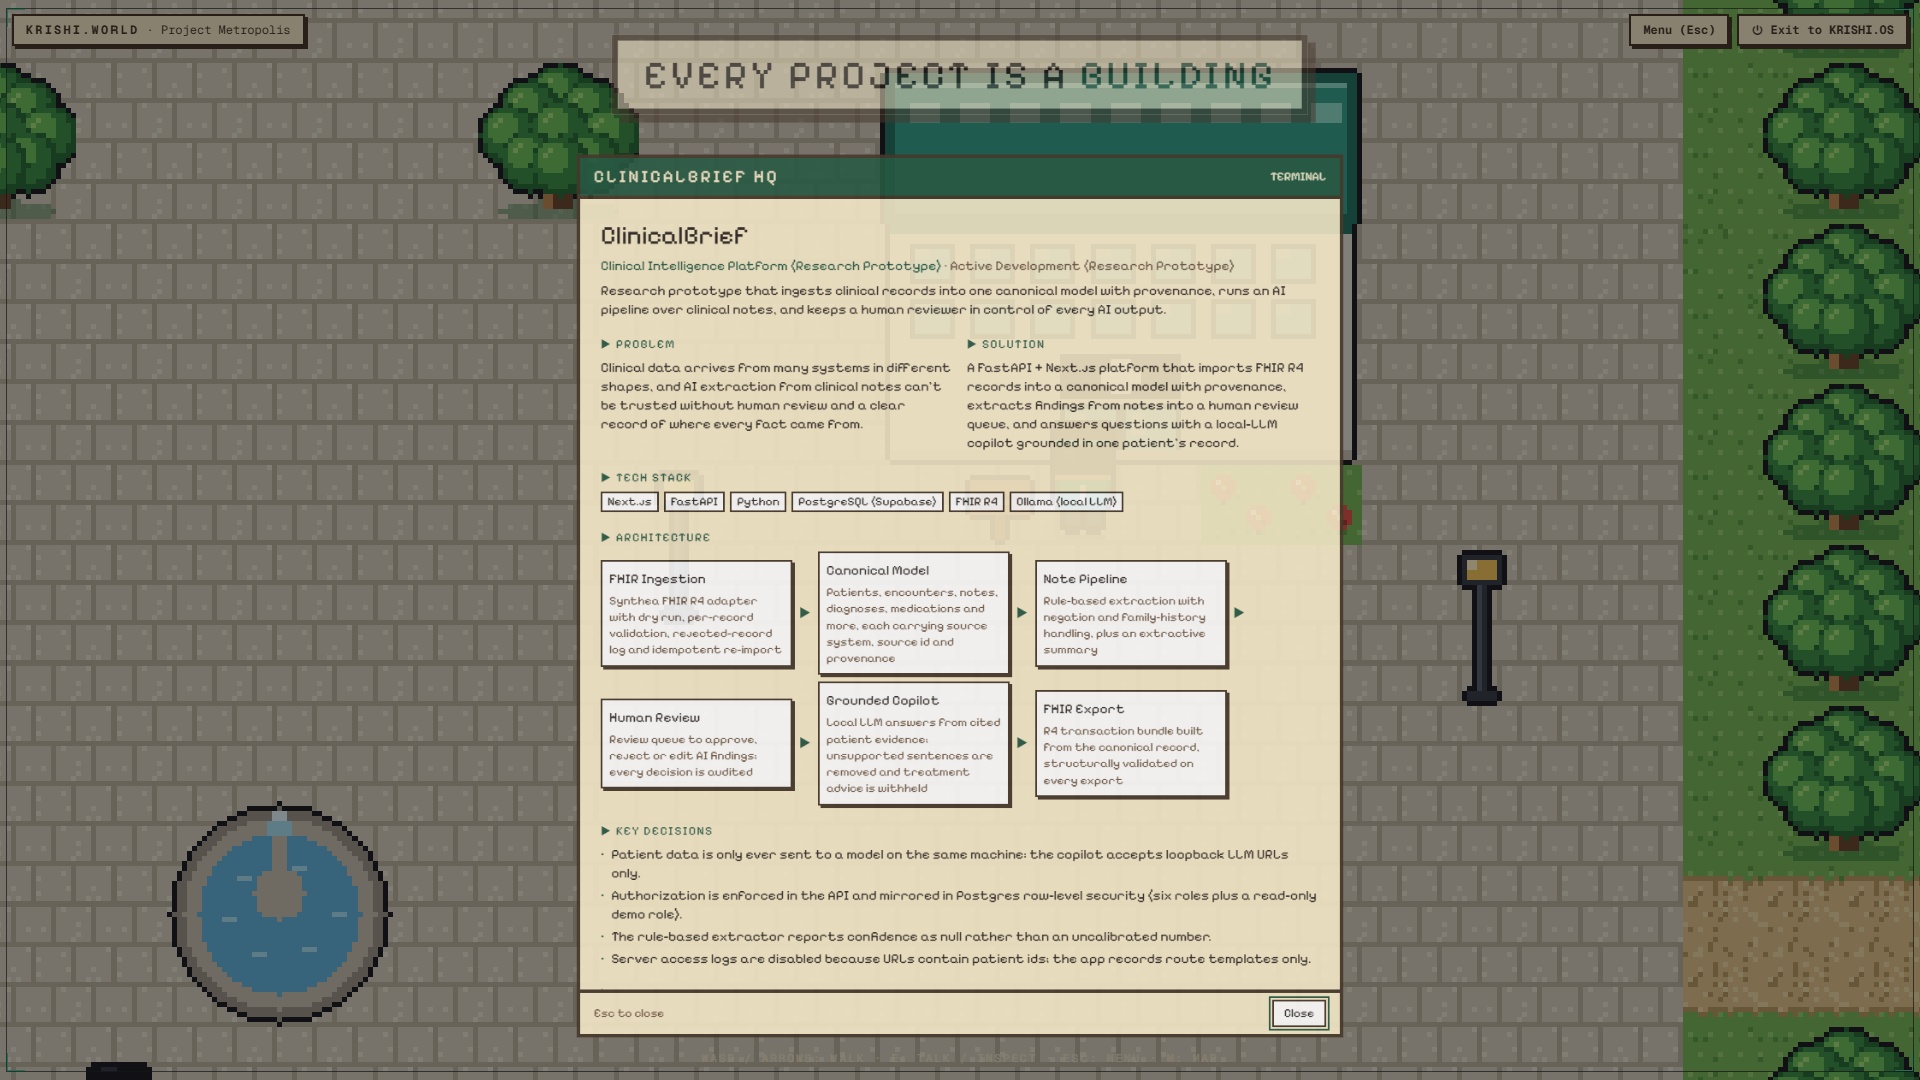 KRISHI.WORLD · Project Metropolis
Menu (Esc)
Exit to KRISHI.OS
EVERY PROJECT IS A BUILDING
CLINICALBRIEF HQ
TERMINAL
ClinicalBrief
Clinical Intelligence Platform (Research Prototype) · Active Development (Research Prototype)
Research prototype that ingests clinical records into one canonical model with provenance, runs an AI
pipeline over clinical notes, and keeps a human reviewer in control of every AI output.
▶ PROBLEM
Clinical data arrives from many systems in different
shapes, and AI extraction from clinical notes can't
be trusted without human review and a clear
record of where every fact came from.
▶ SOLUTION
A FastAPI + Next.js platform that imports FHIR R4
records into a canonical model with provenance,
extracts findings from notes into a human review
queue, and answers questions with a local-LLM
copilot grounded in one patient's record.
▶ TECH STACK
Next.js
FastAPI
Python
PostgreSQL (Supabase)
FHIR R4
Ollama (local LLM)
▶ ARCHITECTURE
FHIR Ingestion
Synthea FHIR R4 adapter
with dry run, per-record
validation, rejected-record
log and idempotent re-import
Canonical Model
Patients, encounters, notes,
diagnoses, medications and
more, each carrying source
system, source id and
provenance
Note Pipeline
Rule-based extraction with
negation and family-history
handling, plus an extractive
summary
Human Review
Review queue to approve,
reject or edit AI findings;
every decision is audited
Grounded Copilot
Local LLM answers from cited
patient evidence;
unsupported sentences are
removed and treatment
advice is withheld
FHIR Export
R4 transaction bundle built
from the canonical record,
structurally validated on
every export
▶ KEY DECISIONS
· Patient data is only ever sent to a model on the same machine: the copilot accepts loopback LLM URLs
only.
· Authorization is enforced in the API and mirrored in Postgres row-level security (six roles plus a read-only
demo role).
· The rule-based extractor reports confidence as null rather than an uncalibrated number.
· Server access logs are disabled because URLs contain patient ids; the app records route templates only.
Esc to close
Close